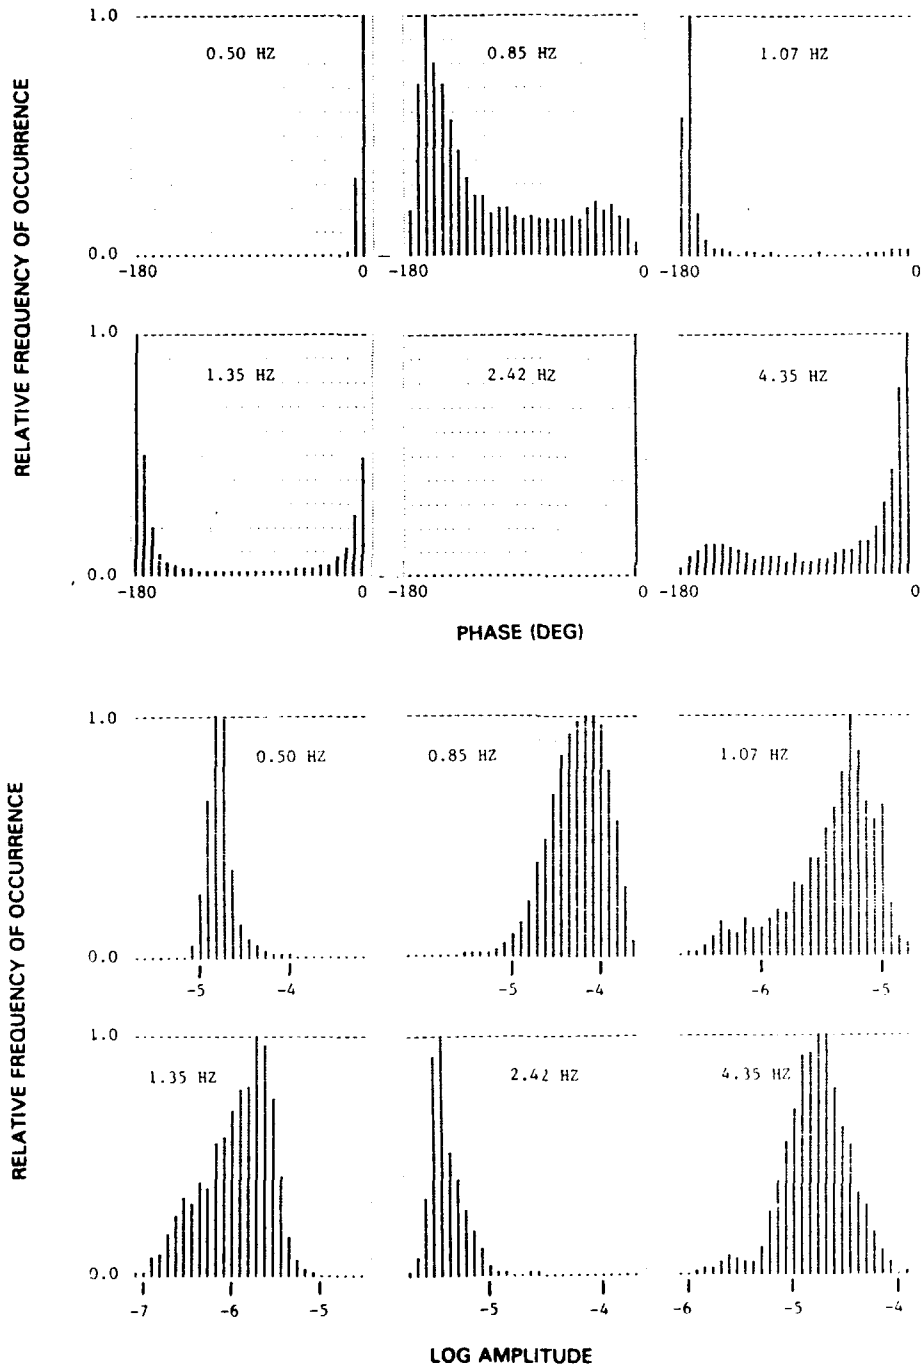 RELATIVE FREQUENCY OF OCCURRENCE
1.0
0.50 HZ
0.85 HZ
1.07 HZ
0.0
-180 0 -180 0 -180 0
1.0
1.35 HZ
2.42 HZ
4.35 HZ
0.0
-180 0 -180 0 -180 0
PHASE (DEG)
RELATIVE FREQUENCY OF OCCURRENCE
1.0
0.50 HZ
0.85 HZ
1.07 HZ
0.0
-5 -4 -5 -4 -6 -5
RELATIVE FREQUENCY OF OCCURRENCE
1.0
1.35 HZ
2.42 HZ
4.35 HZ
0.0
-7 -6 -5 -5 -4 -6 -5 -4
LOG AMPLITUDE